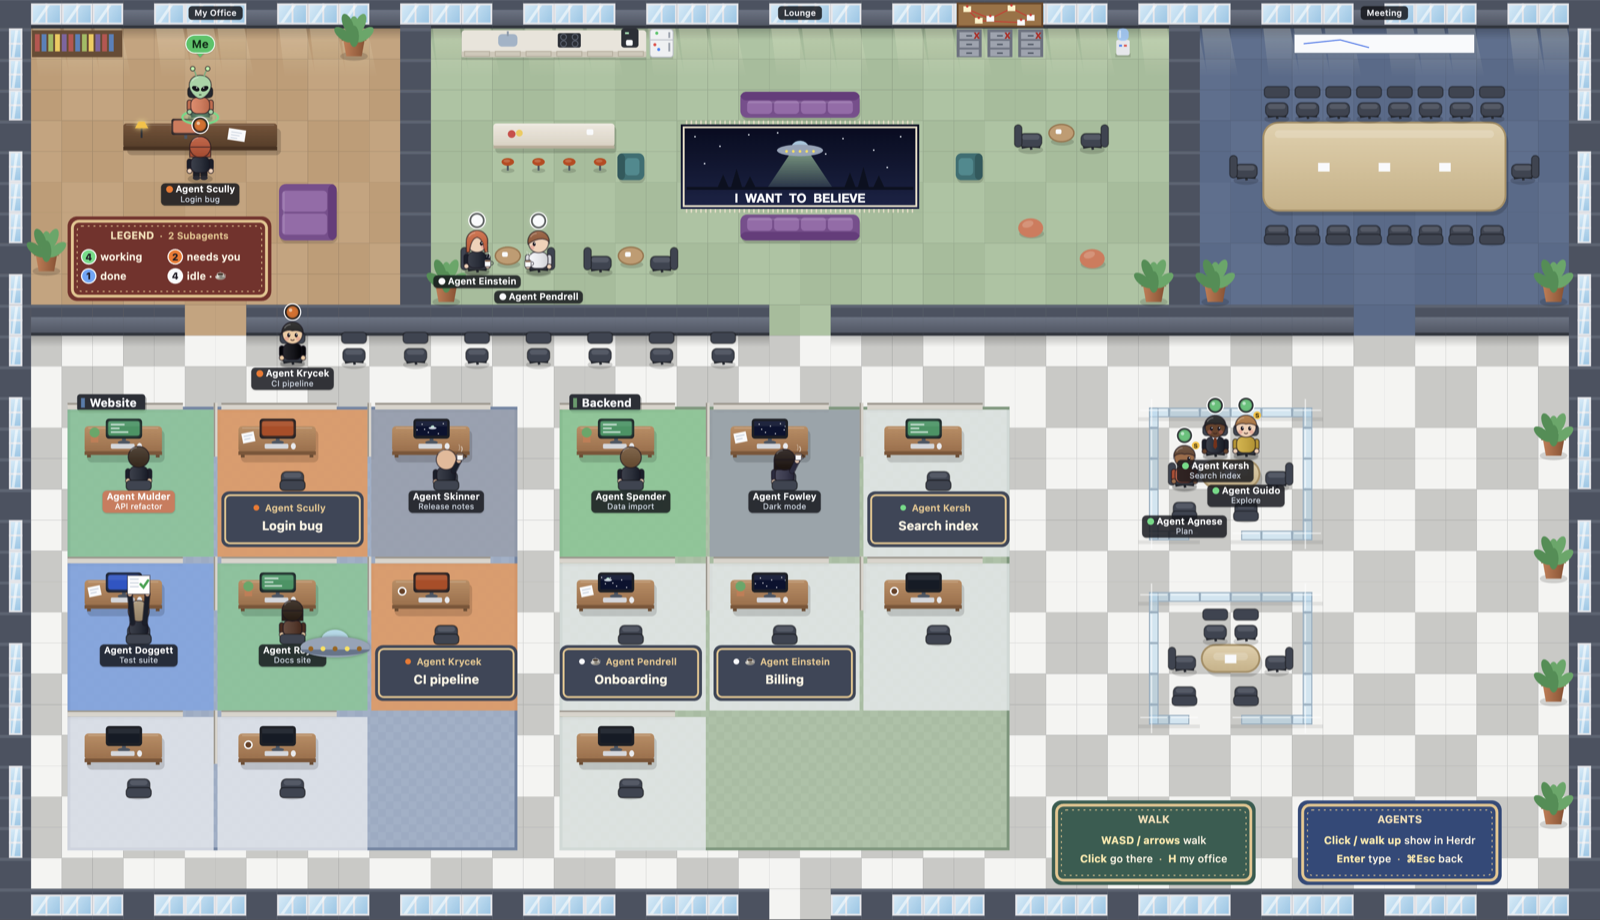 My Office
Lounge
Meeting
Me
Agent Scully
Login bug
LEGEND · 2 Subagents
4 working
2 needs you
1 done
4 idle ·
I WANT TO BELIEVE
Agent Einstein
Agent Pendrell
Agent Krycek
CI pipeline
Website
Agent Mulder
API refactor
Agent Scully
Login bug
Agent Skinner
Release notes
Agent Doggett
Test suite
Docs site
Agent Krycek
CI pipeline
Backend
Agent Spender
Data import
Agent Fowley
Dark mode
Agent Kersh
Search index
Agent Pendrell
Onboarding
Agent Einstein
Billing
Agent Kersh
Search index
Agent Guido
Explore
Agent Agnese
Plan
WALK
WASD / arrows walk
Click go there · H my office
AGENTS
Click / walk up show in Herdr
Enter type · ⌘Esc back